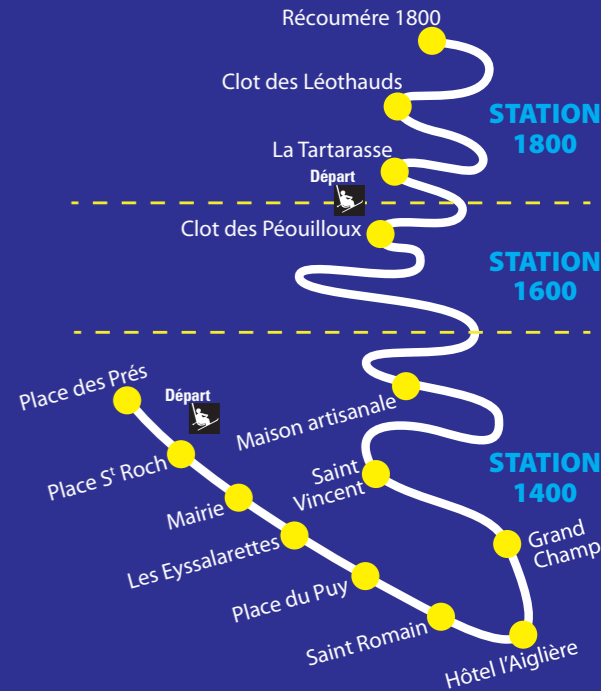 Récoumére 1800
Clot des Léothauds
STATION
1800
La Tartarasse
Départ
Clot des Péouilloux
STATION
1600
Place des Prés
Départ
Maison artisanale
Place Sᵗ Roch
Saint
Vincent
STATION
1400
Mairie
Les Eyssalarettes
Grand
Champ
Place du Puy
Saint Romain
Hôtel l'Aiglière